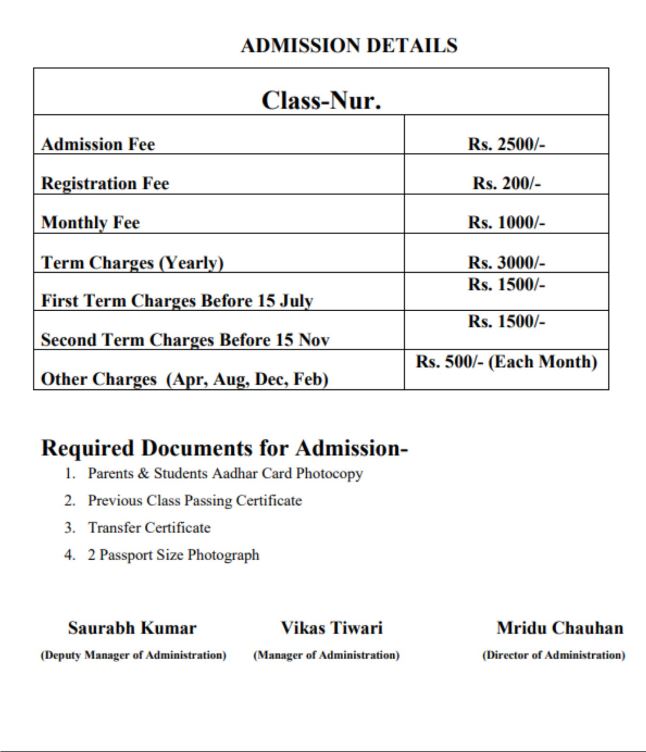 ADMISSION DETAILS
Class-Nur.
Admission Fee Rs. 2500/-
Registration Fee Rs. 200/-
Monthly Fee Rs. 1000/-
Term Charges (Yearly) Rs. 3000/-
First Term Charges Before 15 July Rs. 1500/-
Second Term Charges Before 15 Nov Rs. 1500/-
Other Charges (Apr, Aug, Dec, Feb) Rs. 500/- (Each Month)
Required Documents for Admission-
1. Parents & Students Aadhar Card Photocopy
2. Previous Class Passing Certificate
3. Transfer Certificate
4. 2 Passport Size Photograph
Saurabh Kumar Vikas Tiwari Mridu Chauhan
(Deputy Manager of Administration) (Manager of Administration) (Director of Administration)